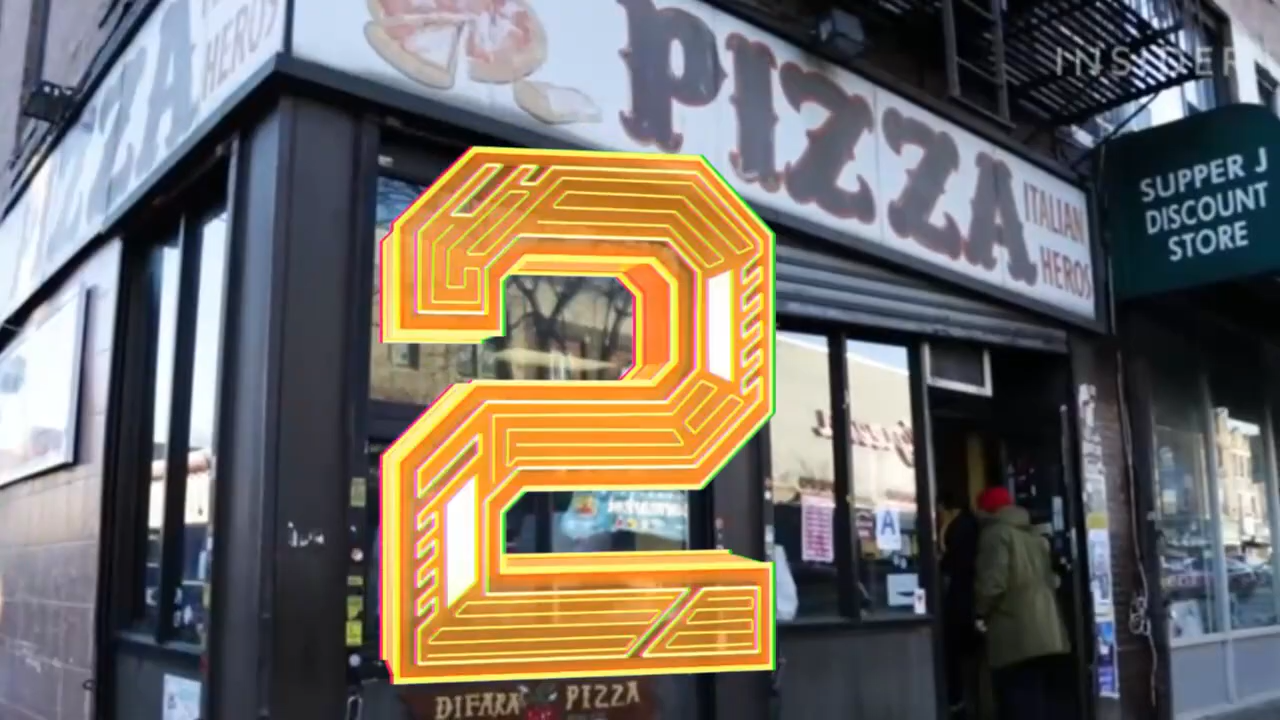 PIZZA
ITALIAN
HEROS
PIZZA
HEROS
INSIDER
SUPPER J
DISCOUNT
STORE
2
A
DIFARA PIZZA